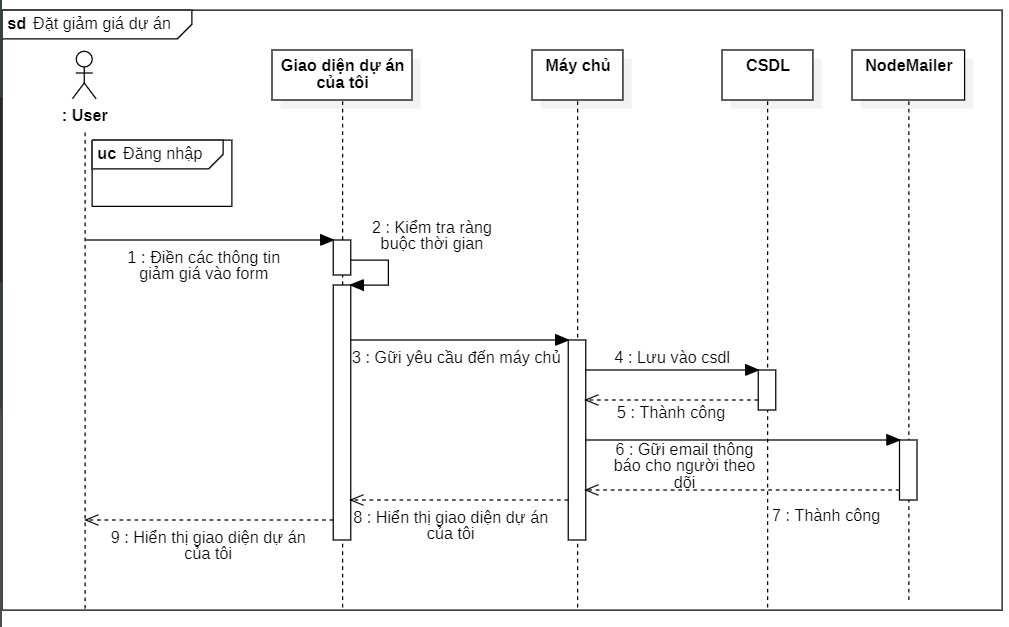 sd Đặt giảm giá dự án
: User
Giao diện dự án
của tôi
Máy chủ
CSDL
NodeMailer
uc Đăng nhập
2 : Kiểm tra ràng
buộc thời gian
1 : Điền các thông tin
giảm giá vào form
3 : Gữi yêu cầu đến máy chủ
4 : Lưu vào csdl
5 : Thành công
6 : Gữi email thông
báo cho người theo
dõi
7 : Thành công
8 : Hiển thị giao diện dự án
của tôi
9 : Hiển thị giao diện dự án
của tôi